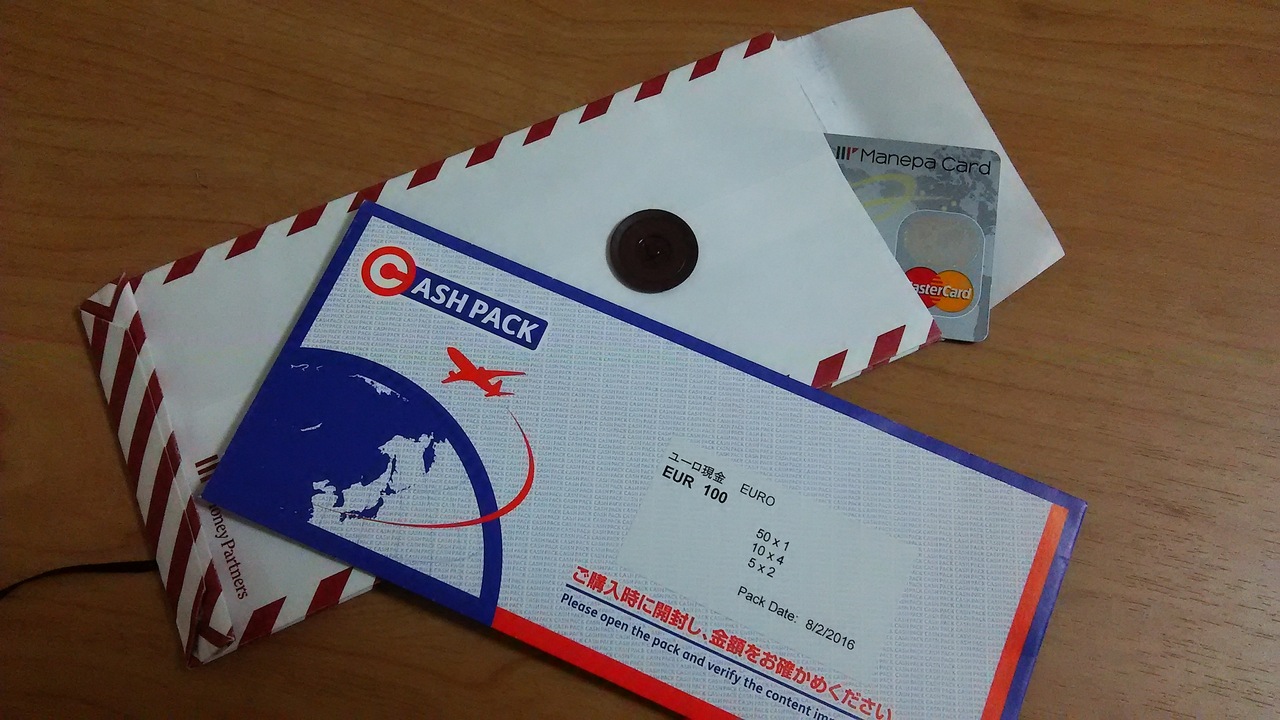 Manepa Card
MasterCard
CASH PACK
ユーロ現金
EUR 100 EURO
50 x 1
10 x 4
5 x 2
Pack Date: 8/2/2016
ご購入時に開封し、金額をお確かめください
Please open the pack and verify the content
Money Partners